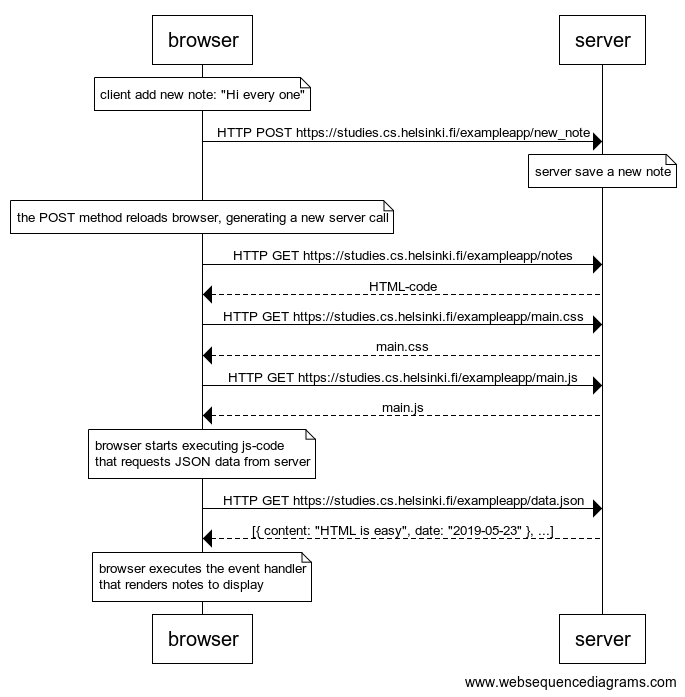 browser
server
client add new note: "Hi every one"
HTTP POST https://studies.cs.helsinki.fi/exampleapp/new_note
server save a new note
the POST method reloads browser, generating a new server call
HTTP GET https://studies.cs.helsinki.fi/exampleapp/notes
HTML-code
HTTP GET https://studies.cs.helsinki.fi/exampleapp/main.css
main.css
HTTP GET https://studies.cs.helsinki.fi/exampleapp/main.js
main.js
browser starts executing js-code
that requests JSON data from server
HTTP GET https://studies.cs.helsinki.fi/exampleapp/data.json
[{ content: "HTML is easy", date: "2019-05-23" }, ...]
browser executes the event handler
that renders notes to display
browser
server
www.websequencediagrams.com